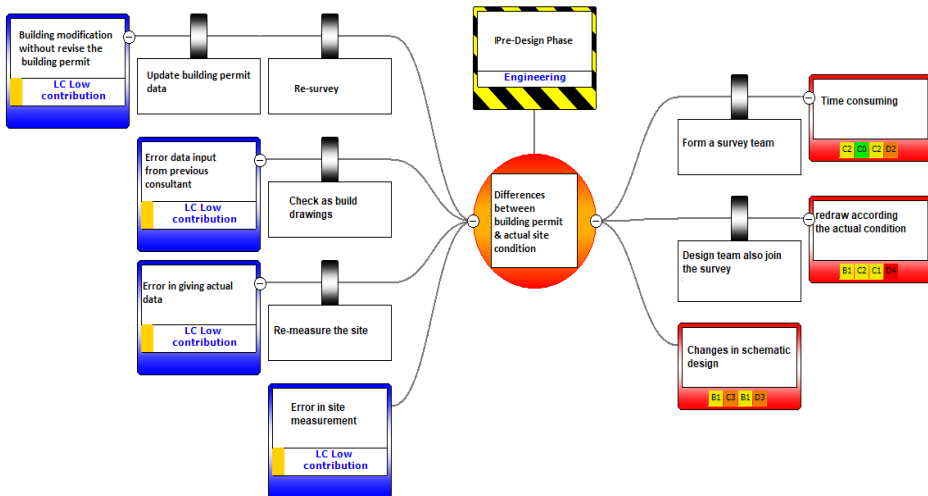 Building modification
without revise the
building permit
LC Low
contribution
Update building permit
data
Re-survey
IPre-Design Phase
Engineering
Time consuming
C2 C0 C2 D2
Form a survey team
Error data input
from previous
consultant
LC Low
contribution
Check as build
drawings
Differences
between
building permit
& actual site
condition
redraw according
the actual condition
B1 C2 C1 D4
Design team also join
the survey
Error in giving actual
data
LC Low
contribution
Re-measure the site
Changes in schematic
design
B1 C3 B1 D3
Error in site
measurement
LC Low
contribution